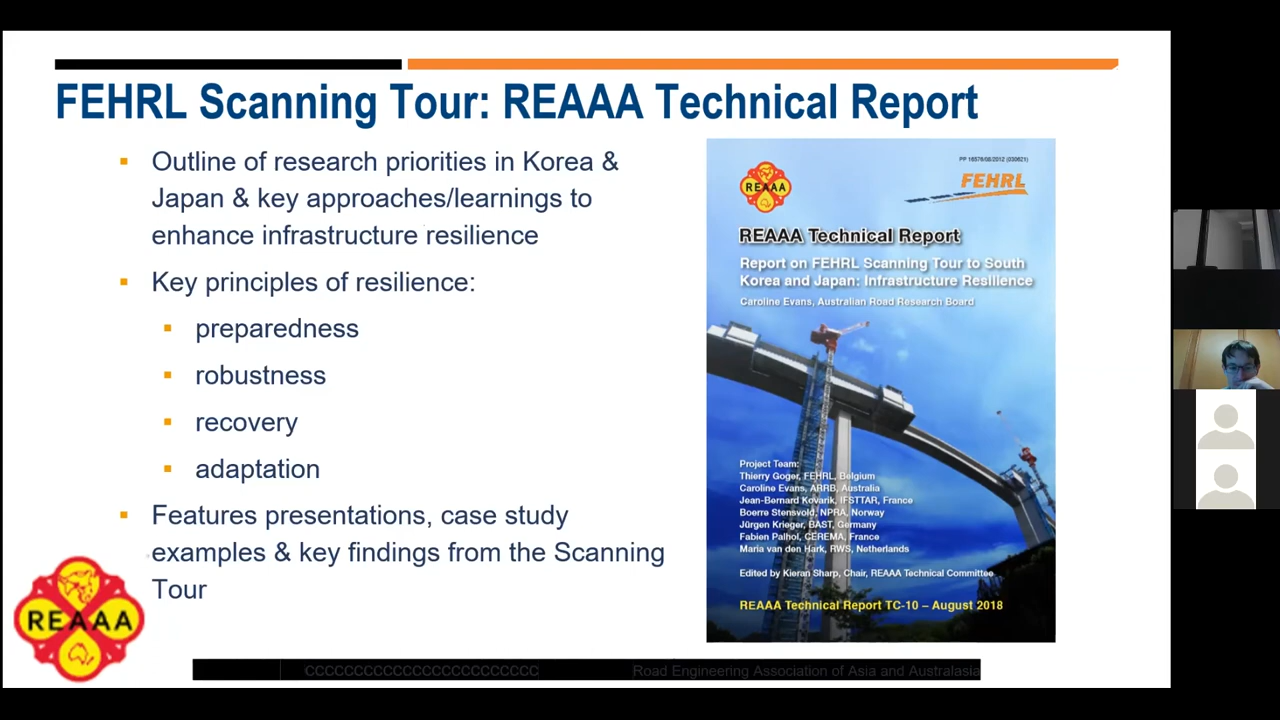 FEHRL Scanning Tour: REAAA Technical Report
Outline of research priorities in Korea &
Japan & key approaches/learnings to
enhance infrastructure resilience
Key principles of resilience:
preparedness
robustness
recovery
adaptation
Features presentations, case study
examples & key findings from the Scanning
Tour
PP 16576/08/2012 (030621)
REAAA
FEHRL
REAAA Technical Report
Report on FEHRL Scanning Tour to South
Korea and Japan: Infrastructure Resilience
Caroline Evans, Australian Road Research Board
Project Team:
Thierry Goger, FEHRL, Belgium
Caroline Evans, ARRB, Australia
Jean-Bernard Kovarik, IFSTTAR, France
Boerre Stensvold, NPRA, Norway
Jürgen Krieger, BAST, Germany
Fabien Palhol, CEREMA, France
Maria van den Hark, RWS, Netherlands
Edited by Kieran Sharp, Chair, REAAA Technical Committee
REAAA Technical Report TC-10 – August 2018
REAAA
CCCCCCCCCCCCCCCCCCCCCCCC
Road Engineering Association of Asia and Australasia